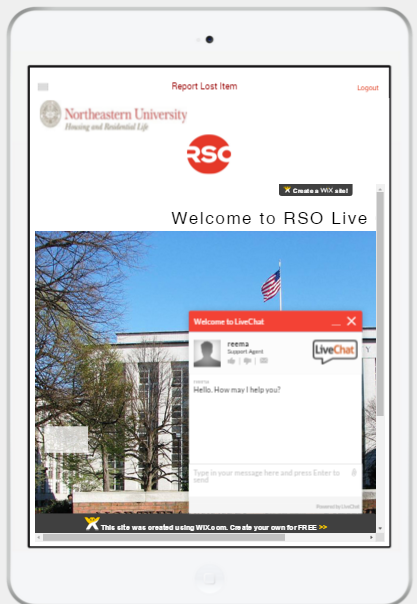 Report Lost Item
Logout
Northeastern University
Housing and Residential Life
RSO
Create a WiX site!
Welcome to RSO Live
Welcome to LiveChat
reema
Support Agent
LiveChat
reema
Hello. How may I help you?
Type in your message here and press Enter to
send
Powered by LiveChat
This site was created using WIX.com. Create your own for FREE >>